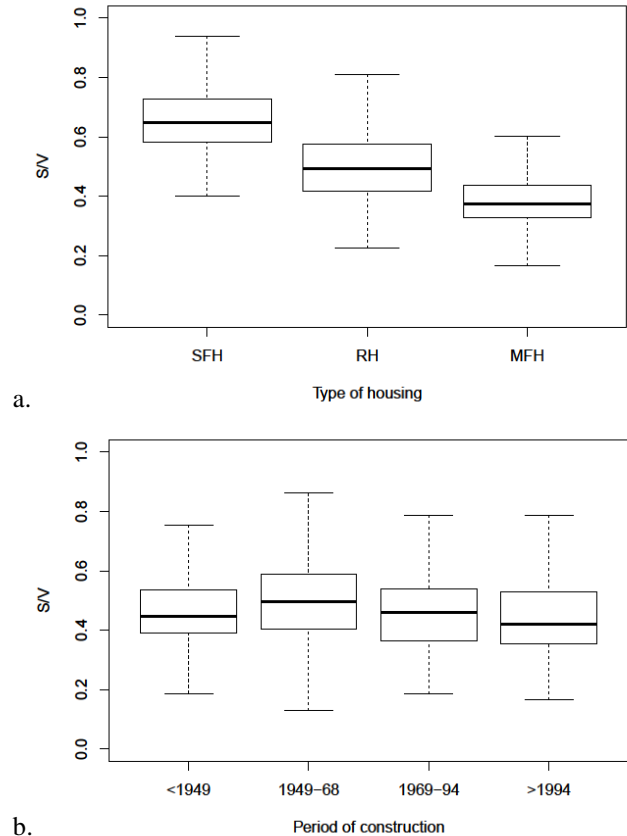 1.0
0.8
0.6
0.4
0.2
0.0
S/V
SFH RH MFH
Type of housing
a.
1.0
0.8
0.6
0.4
0.2
0.0
S/V
<1949 1949−68 1969−94 >1994
Period of construction
b.